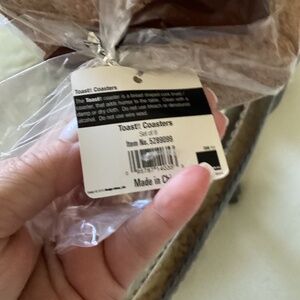 Toast! Coasters
The Toast! coaster is a bread shaped cork trivet /
coaster, that adds humor to the table. Clean with a
damp or dry cloth. Do not use bleach or denatured
alcohol. Do not use wire wool.
Toast! Coasters
Set of 8
Item No. 5299099
Made in Chi